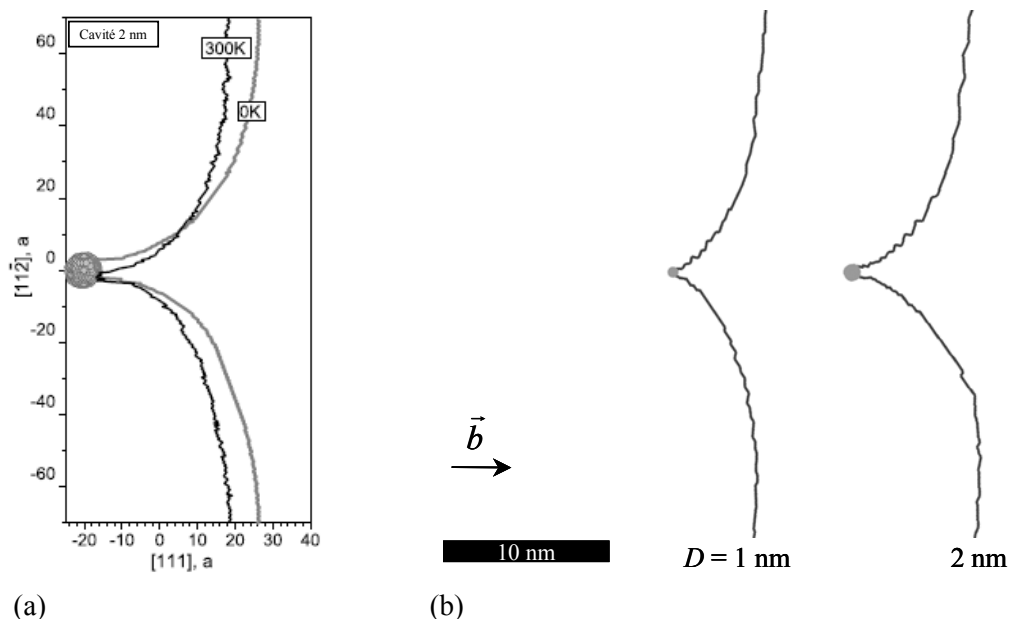 Cavité 2 nm
300K
0K
60
40
20
0
-20
-40
-60
[112̄], a
-20 -10 0 10 20 30 40
[111], a
(a)
b⃗
10 nm
D = 1 nm
2 nm
(b)